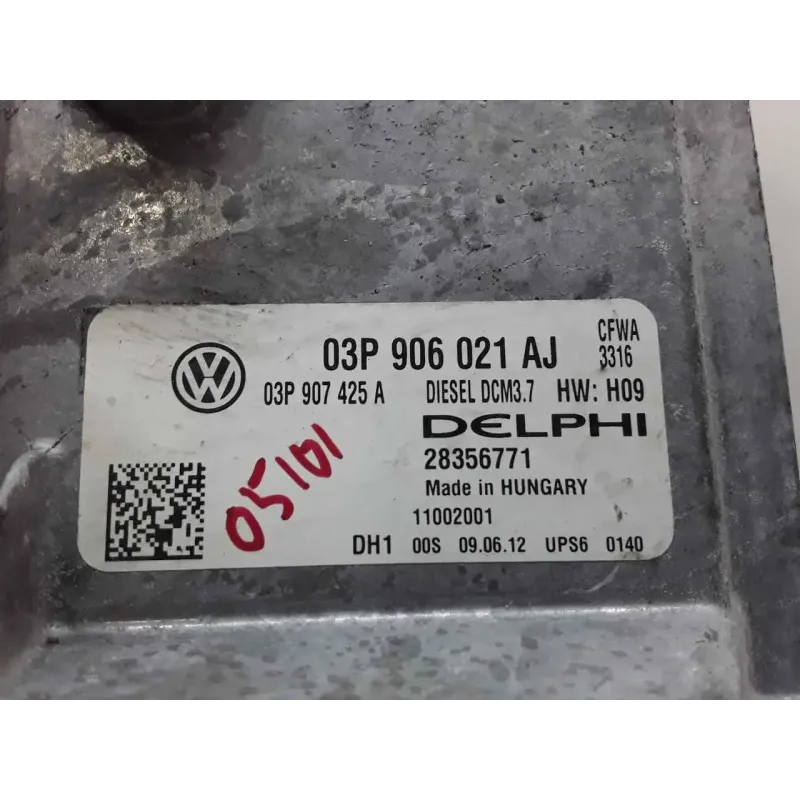 CFWA
03P 906 021 AJ 3316
03P 907 425 A DIESEL DCM3.7 HW: H09
DELPHI
28356771
Made in HUNGARY
11002001
DH1 00S 09.06.12 UPS6 0140
05101